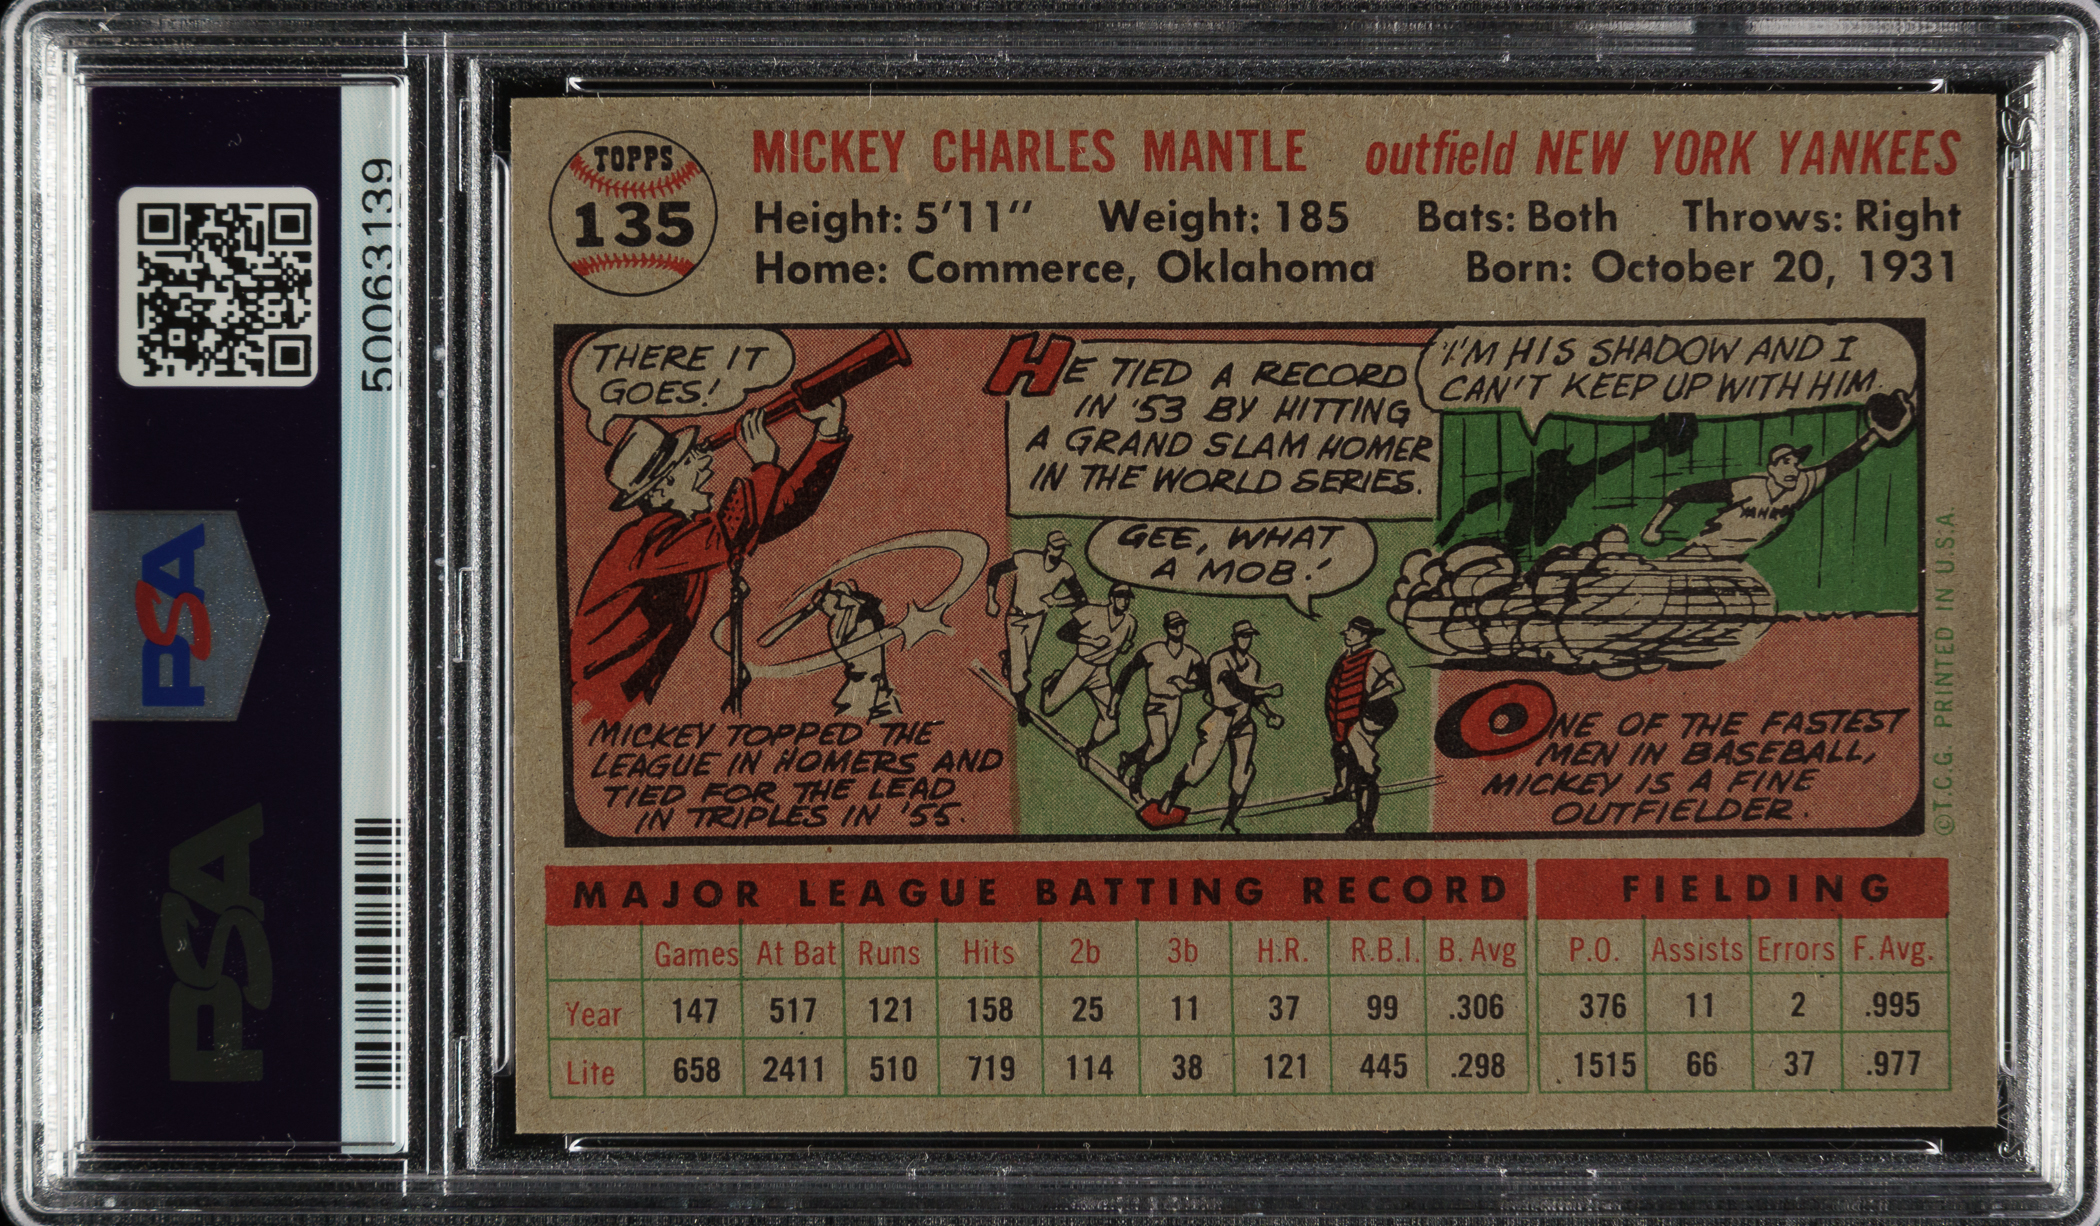 50063139
PSA
PSA
TOPPS
135
MICKEY CHARLES MANTLE outfield NEW YORK YANKEES
Height: 5'11" Weight: 185 Bats: Both Throws: Right
Home: Commerce, Oklahoma Born: October 20, 1931
THERE IT
GOES!
MICKEY TOPPED THE
LEAGUE IN HOMERS AND
TIED FOR THE LEAD
IN TRIPLES IN '55.
HE TIED A RECORD
IN '53 BY HITTING
A GRAND SLAM HOMER
IN THE WORLD SERIES.
GEE, WHAT
A MOB!
I'M HIS SHADOW AND I
CAN'T KEEP UP WITH HIM.
ONE OF THE FASTEST
MEN IN BASEBALL,
MICKEY IS A FINE
OUTFIELDER.
©T.C.G. PRINTED IN U.S.A.
MAJOR LEAGUE BATTING RECORD FIELDING
Games At Bat Runs Hits 2b 3b H.R. R.B.I. B. Avg P.O. Assists Errors F. Avg.
Year 147 517 121 158 25 11 37 99 .306 376 11 2 .995
Life 658 2411 510 719 114 38 121 445 .298 1515 66 37 .977